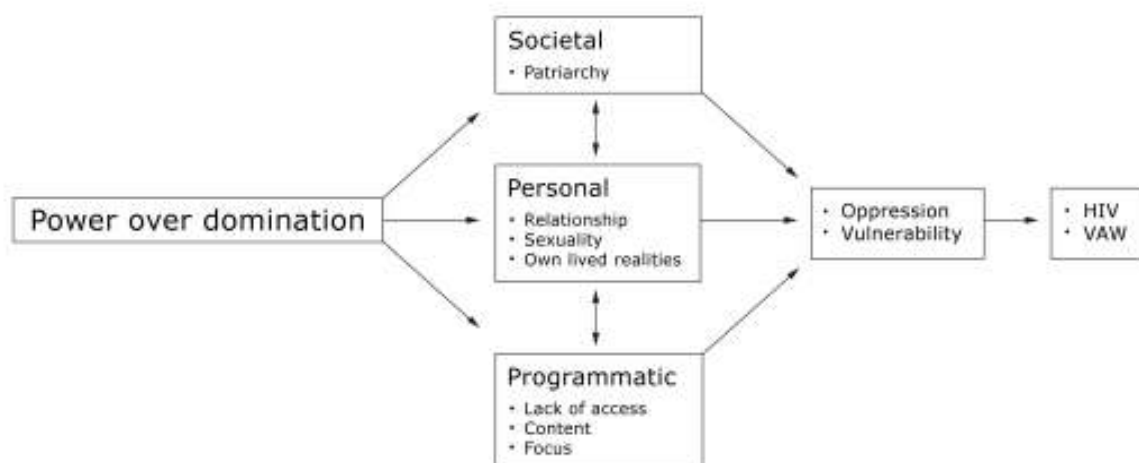 Societal
• Patriarchy
Power over domination
Personal
• Relationship
• Sexuality
• Own lived realities
• Oppression
• Vulnerability
• HIV
• VAW
Programmatic
• Lack of access
• Content
• Focus